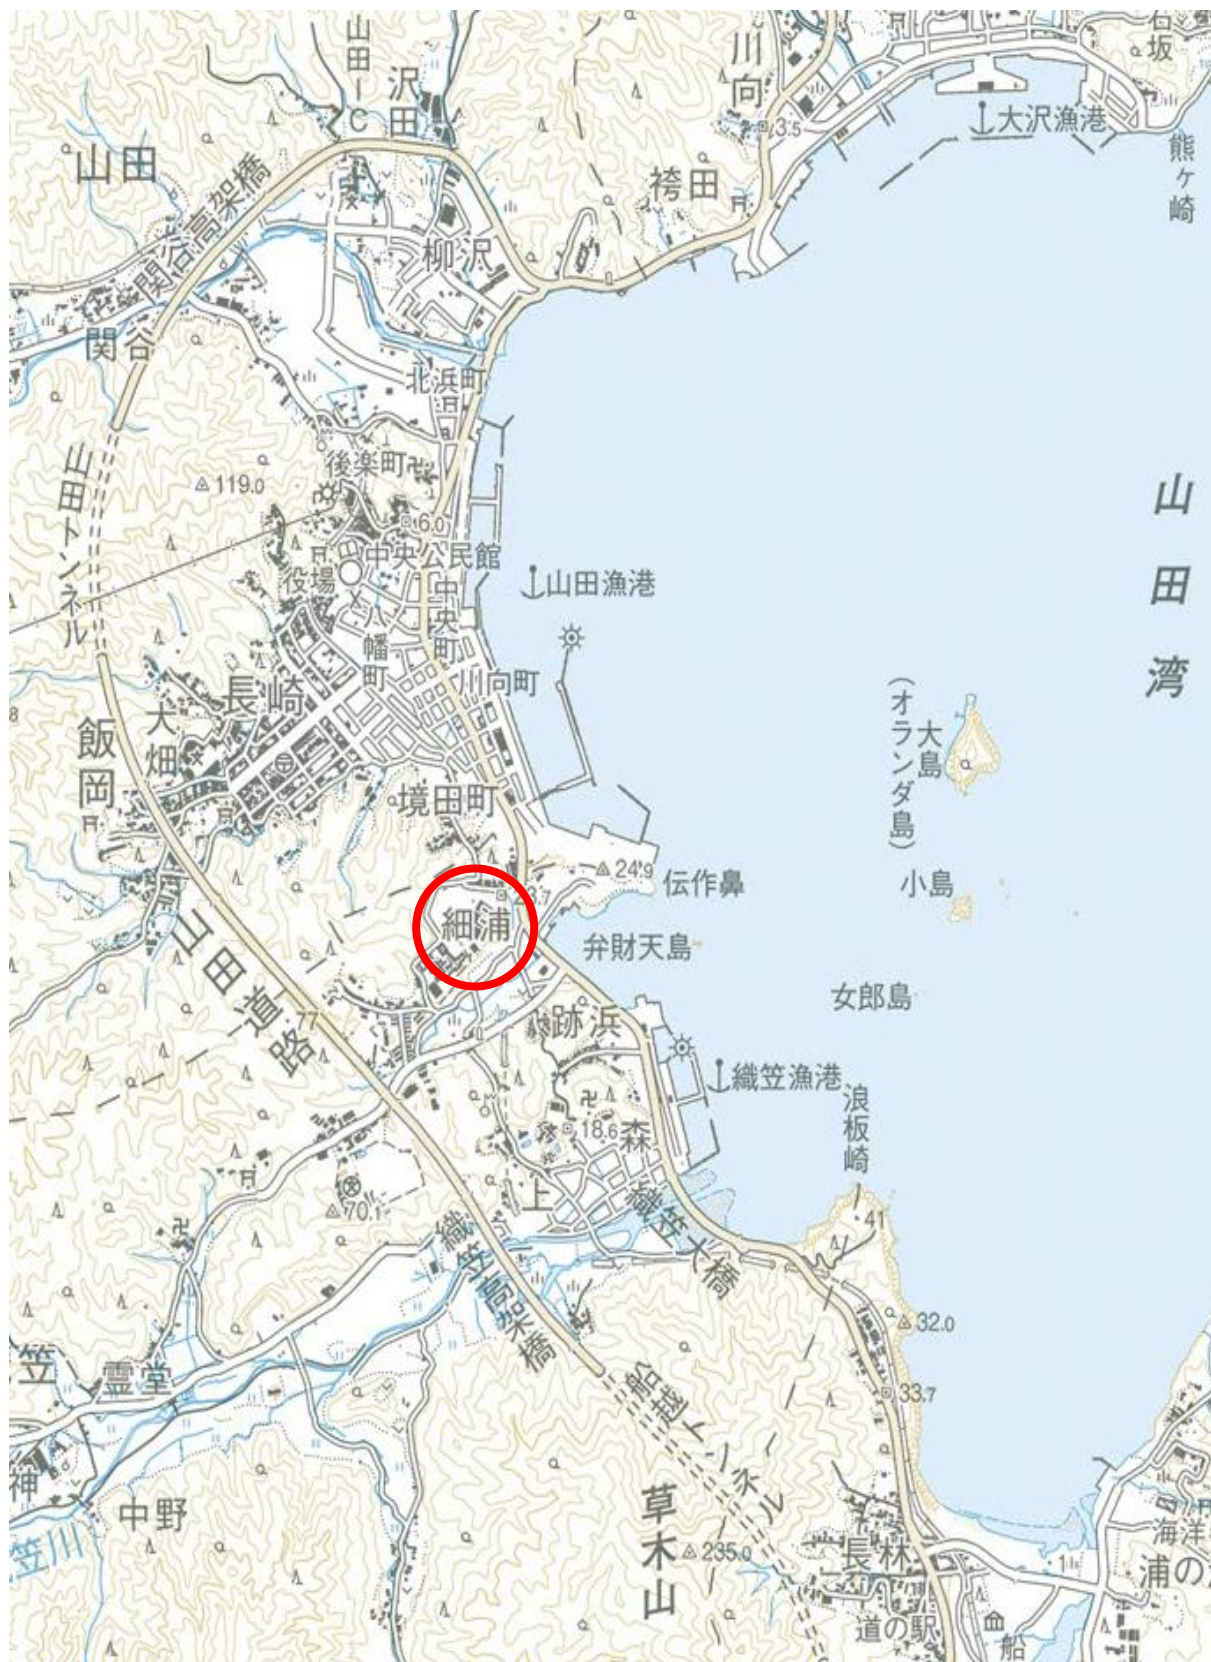 山田-C
沢田
川向
石坂
3.5
大沢漁港
熊ヶ崎
山田
関谷高架橋
袴田
柳沢
関谷
北浜町
後楽町
119.0
山田トンネル
6.0
中央公民館
役場
中央町
八幡町
山田漁港
山田湾
川向町
長崎
大畑
飯岡
8
大島
(オランダ島)
境田町
24.9
伝作鼻
小島
23.7
細浦
弁財天島
女郎島
山田道路
77
跡浜
織笠漁港
浪板崎
18.6
森
上
70.1
織笠大橋
41
織笠高架橋
32.0
笠
霊堂
33.7
船越トンネル
神
中野
笠川
草木山
235.0
長林
道の駅
1
海洋
浦の
船